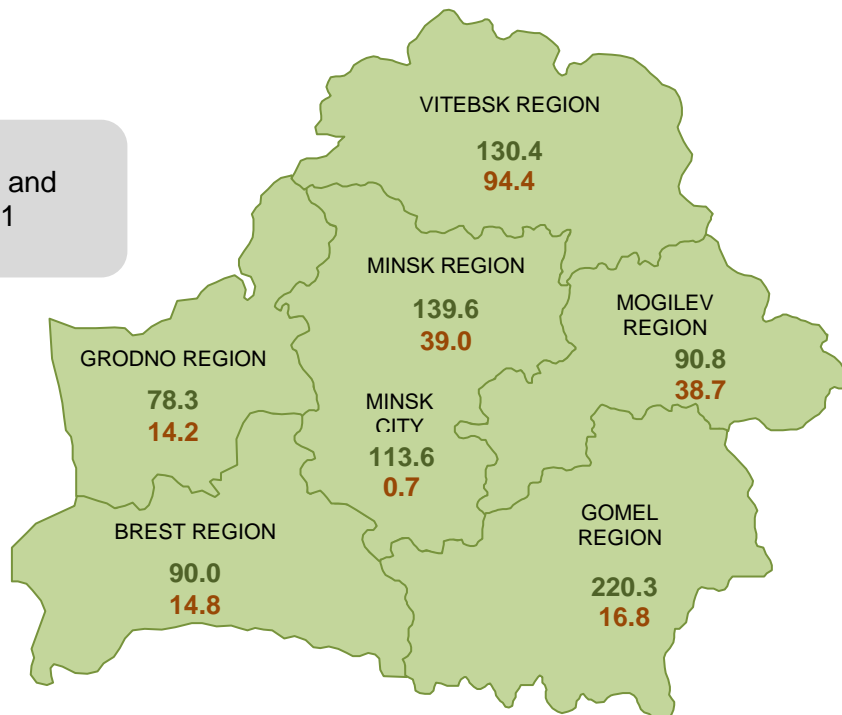 and
1
VITEBSK REGION
130.4
94.4
MINSK REGION
139.6
39.0
MOGILEV
REGION
90.8
38.7
GRODNO REGION
78.3
14.2
MINSK
CITY
113.6
0.7
BREST REGION
90.0
14.8
GOMEL
REGION
220.3
16.8